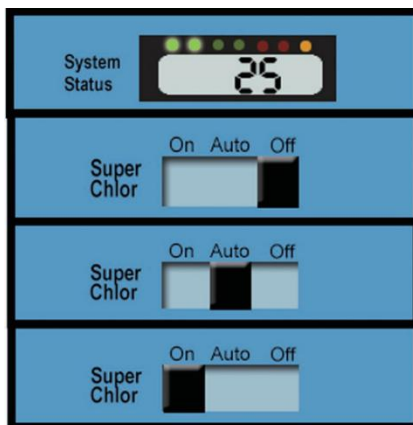 System
Status
25
On Auto Off
Super
Chlor
On Auto Off
Super
Chlor
On Auto Off
Super
Chlor